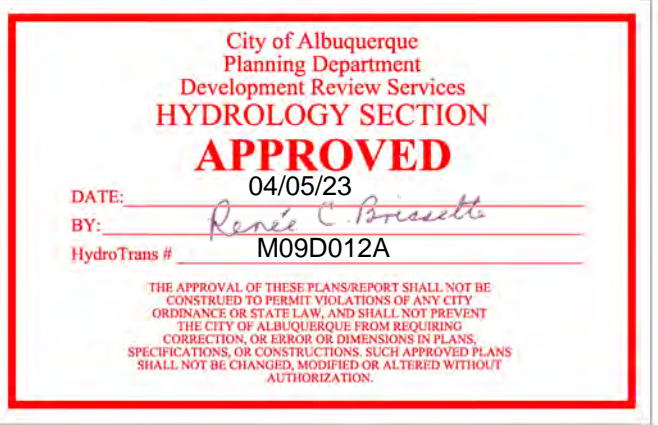 City of Albuquerque
Planning Department
Development Review Services
HYDROLOGY SECTION
APPROVED
DATE: 04/05/23
BY: Renée C. Brissette
HydroTrans # M09D012A
THE APPROVAL OF THESE PLANS/REPORT SHALL NOT BE
CONSTRUED TO PERMIT VIOLATIONS OF ANY CITY
ORDINANCE OR STATE LAW, AND SHALL NOT PREVENT
THE CITY OF ALBUQUERQUE FROM REQUIRING
CORRECTION, OR ERROR OR DIMENSIONS IN PLANS,
SPECIFICATIONS, OR CONSTRUCTIONS. SUCH APPROVED PLANS
SHALL NOT BE CHANGED, MODIFIED OR ALTERED WITHOUT
AUTHORIZATION.